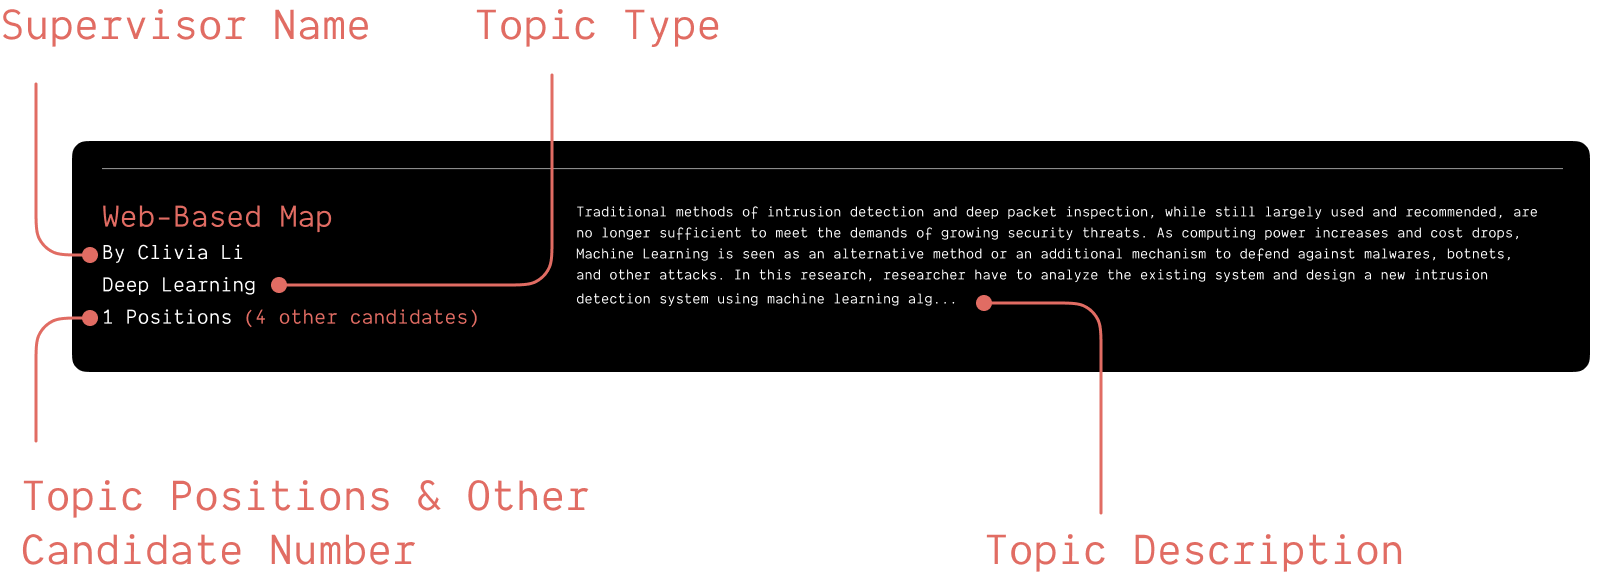 Supervisor Name
Topic Type
Web-Based Map
By Clivia Li
Deep Learning
1 Positions (4 other candidates)
Traditional methods of intrusion detection and deep packet inspection, while still largely used and recommended, are
no longer sufficient to meet the demands of growing security threats. As computing power increases and cost drops,
Machine Learning is seen as an alternative method or an additional mechanism to defend against malwares, botnets,
and other attacks. In this research, researcher have to analyze the existing system and design a new intrusion
detection system using machine learning alg...
Topic Positions & Other
Candidate Number
Topic Description